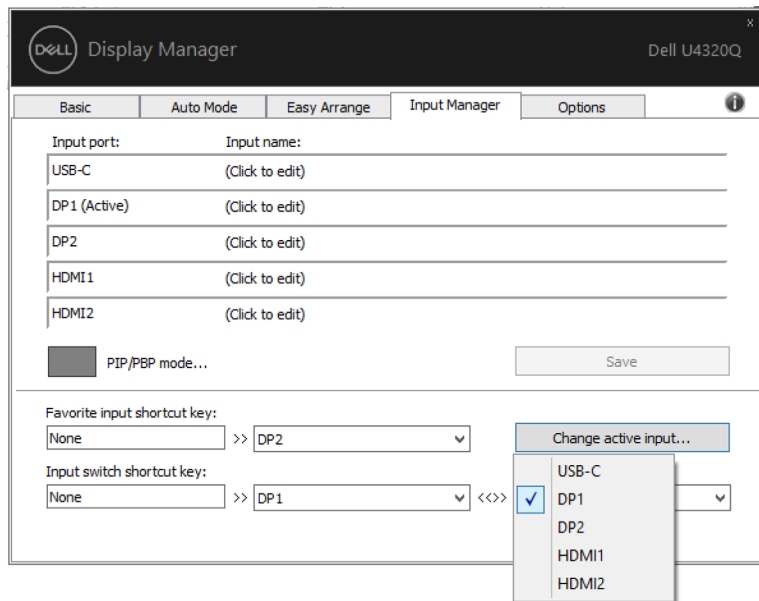 x
DELL Display Manager Dell U4320Q
Basic Auto Mode Easy Arrange Input Manager Options i
Input port: Input name:
USB-C (Click to edit)
DP1 (Active) (Click to edit)
DP2 (Click to edit)
HDMI1 (Click to edit)
HDMI2 (Click to edit)
PIP/PBP mode... Save
Favorite input shortcut key:
None >> DP2 Change active input...
Input switch shortcut key:
None >> DP1 <<>>
USB-C
DP1
DP2
HDMI1
HDMI2